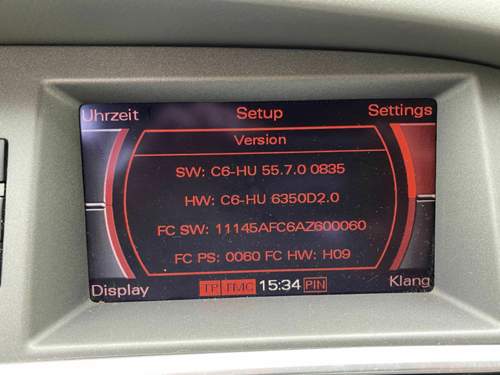 Uhrzeit Setup Settings
Version
SW: C6-HU 55.7.0 0835
HW: C6-HU 6350D2.0
FC SW: 11145AFC6AZ600060
FC PS: 0060 FC HW: H09
Display TP TMC 15:34 PIN Klang